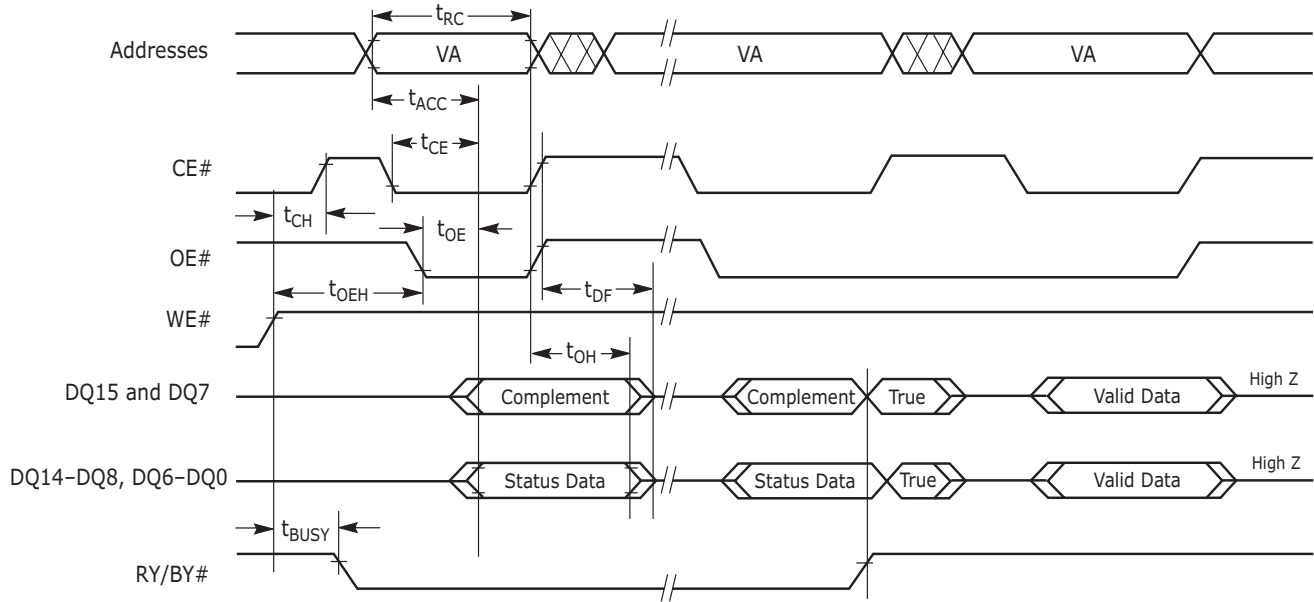 tRC
Addresses VA VA VA
tACC
tCE
CE#
tCH tOE
OE#
tOEH tDF
WE#
tOH
DQ15 and DQ7 Complement Complement True Valid Data High Z
DQ14–DQ8, DQ6–DQ0 Status Data Status Data True Valid Data High Z
tBUSY
RY/BY#